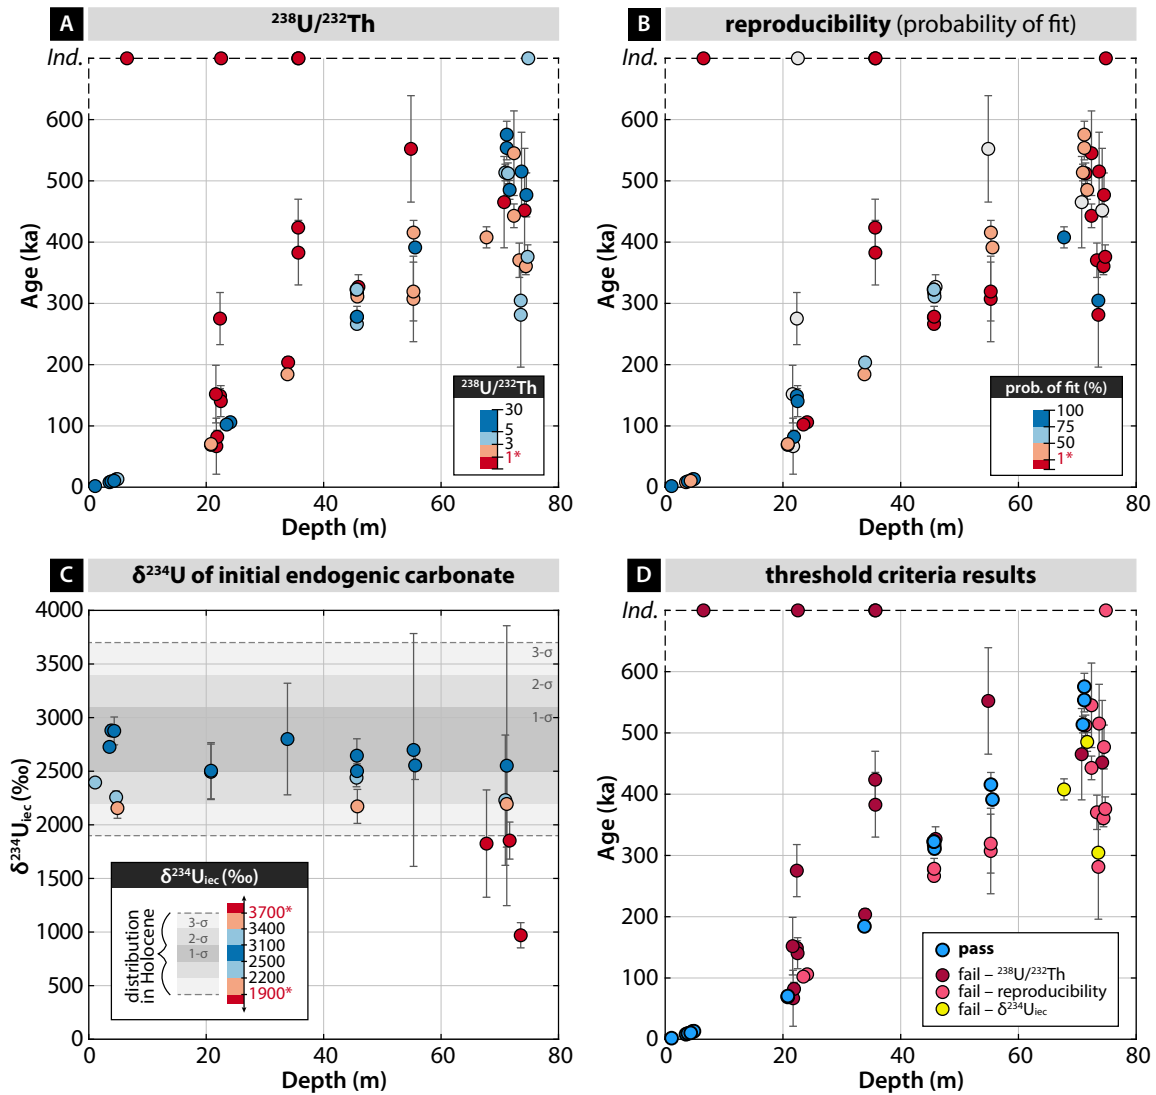 A
²³⁸U/²³²Th
Ind.
600
500
400
300
200
100
0
Age (ka)
0 20 40 60 80
Depth (m)
²³⁸U/²³²Th
30
5
3
1*
B
reproducibility (probability of fit)
Ind.
600
500
400
300
200
100
0
Age (ka)
0 20 40 60 80
Depth (m)
prob. of fit (%)
100
75
50
1*
C
δ²³⁴U of initial endogenic carbonate
4000
3500
3000
2500
2000
1500
1000
500
0
δ²³⁴Uiec (‰)
3-σ
2-σ
1-σ
0 20 40 60 80
Depth (m)
δ²³⁴Uiec (‰)
distribution
in Holocene
3-σ
2-σ
1-σ
3700*
3400
3100
2500
2200
1900*
D
threshold criteria results
Ind.
600
500
400
300
200
100
0
Age (ka)
0 20 40 60 80
Depth (m)
pass
fail – ²³⁸U/²³²Th
fail – reproducibility
fail – δ²³⁴Uiec